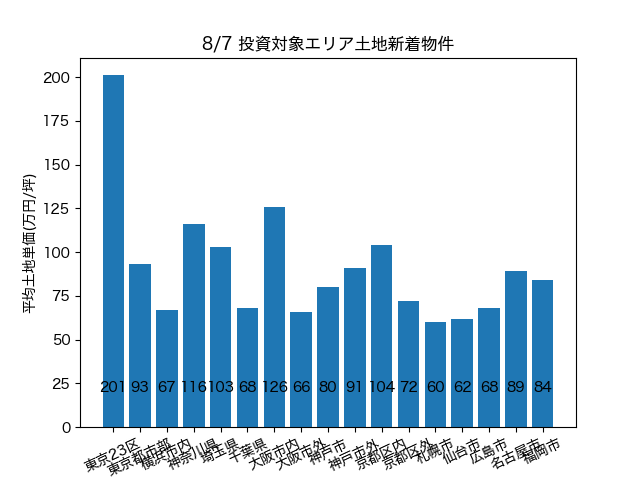 8/7 投資対象エリア土地新着物件
平均土地単価(万円/坪)
200
175
150
125
100
75
50
25
0
201 93 67 116 103 68 126 66 80 91 104 72 60 62 68 89 84
東京23区
東京都市部
横浜市内
神奈川県
埼玉県
千葉県
大阪市内
大阪市外
神戸市
神戸市外
京都区内
京都区外
札幌市
仙台市
広島市
名古屋市
福岡市